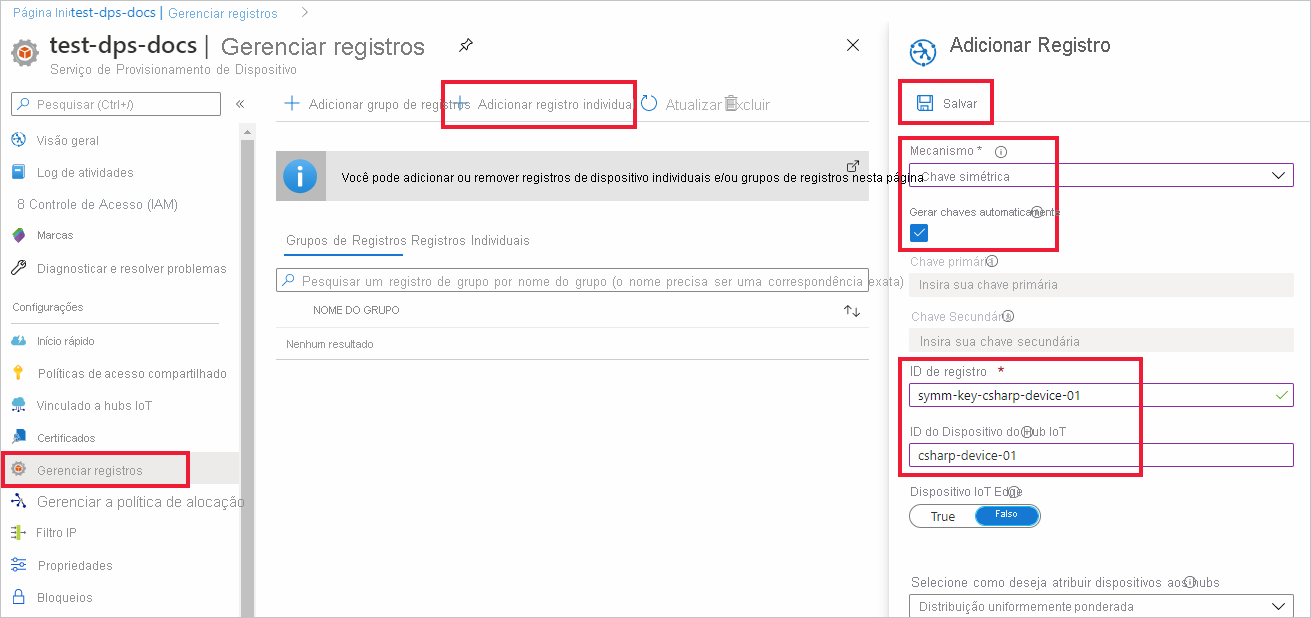 Página Initest-dps-docs | Gerenciar registros >
test-dps-docs | Gerenciar registros
Serviço de Provisionamento de Dispositivo
Pesquisar (Ctrl+/)
«
Visão geral
Log de atividades
8 Controle de Acesso (IAM)
Marcas
Diagnosticar e resolver problemas
Configurações
Início rápido
Políticas de acesso compartilhado
Vinculado a hubs IoT
Certificados
Gerenciar registros
Gerenciar a política de alocação
Filtro IP
Propriedades
Bloqueios
Adicionar grupo de registros
Adicionar registro individual
Atualizar
Excluir
Você pode adicionar ou remover registros de dispositivo individuais e/ou grupos de registros nesta página.
Grupos de Registros Registros Individuais
Pesquisar um registro de grupo por nome do grupo (o nome precisa ser uma correspondência exata)
NOME DO GRUPO
Nenhum resultado
Adicionar Registro
Salvar
Mecanismo *
Chave simétrica
Gerar chaves automaticamente
Chave primária
Insira sua chave primária
Chave Secundária
Insira sua chave secundária
ID de registro *
symm-key-csharp-device-01
ID do Dispositivo do Hub IoT
csharp-device-01
Dispositivo IoT Edge
True Falso
Selecione como deseja atribuir dispositivos aos hubs
Distribuição uniformemente ponderada